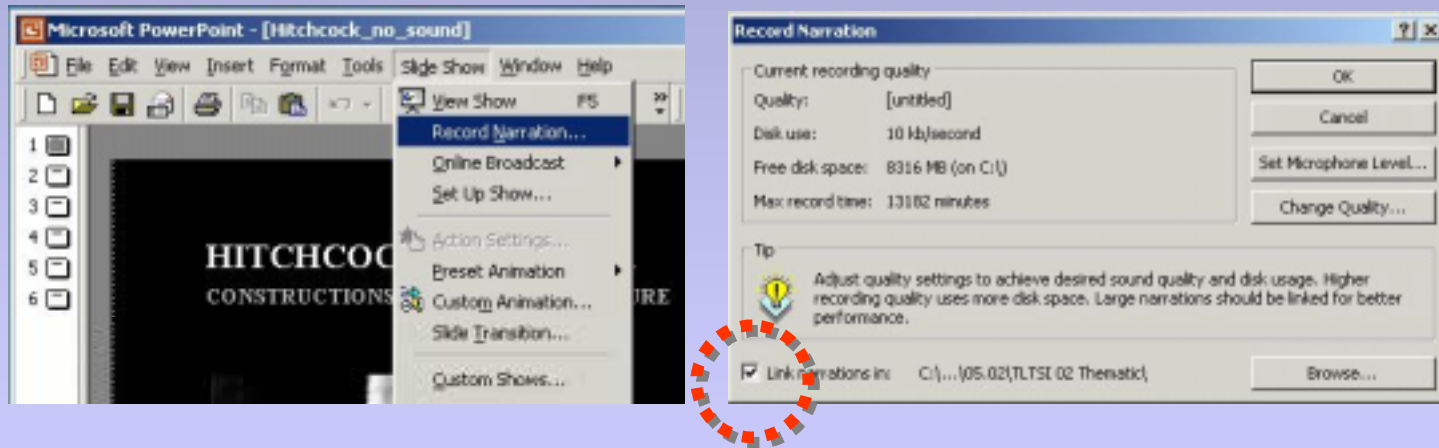 Microsoft PowerPoint - [Hitchcock_no_sound]
File Edit View Insert Format Tools Slide Show Window Help
View Show F5
Record Narration...
Online Broadcast
Set Up Show...
Action Settings...
Preset Animation
Custom Animation...
Slide Transition...
Custom Shows...
1
2
3
4
5
6
HITCHCOC
CONSTRUCTIONS
URE
Record Narration
Current recording quality
Quality: [untitled]
Disk use: 10 kb/second
Free disk space: 8316 MB (on C:\)
Max record time: 13182 minutes
OK
Cancel
Set Microphone Level...
Change Quality...
Tip
Adjust quality settings to achieve desired sound quality and disk usage. Higher
recording quality uses more disk space. Large narrations should be linked for better
performance.
Link narrations in: C:\...\05.02\TLTSI 02 Thematic\
Browse...